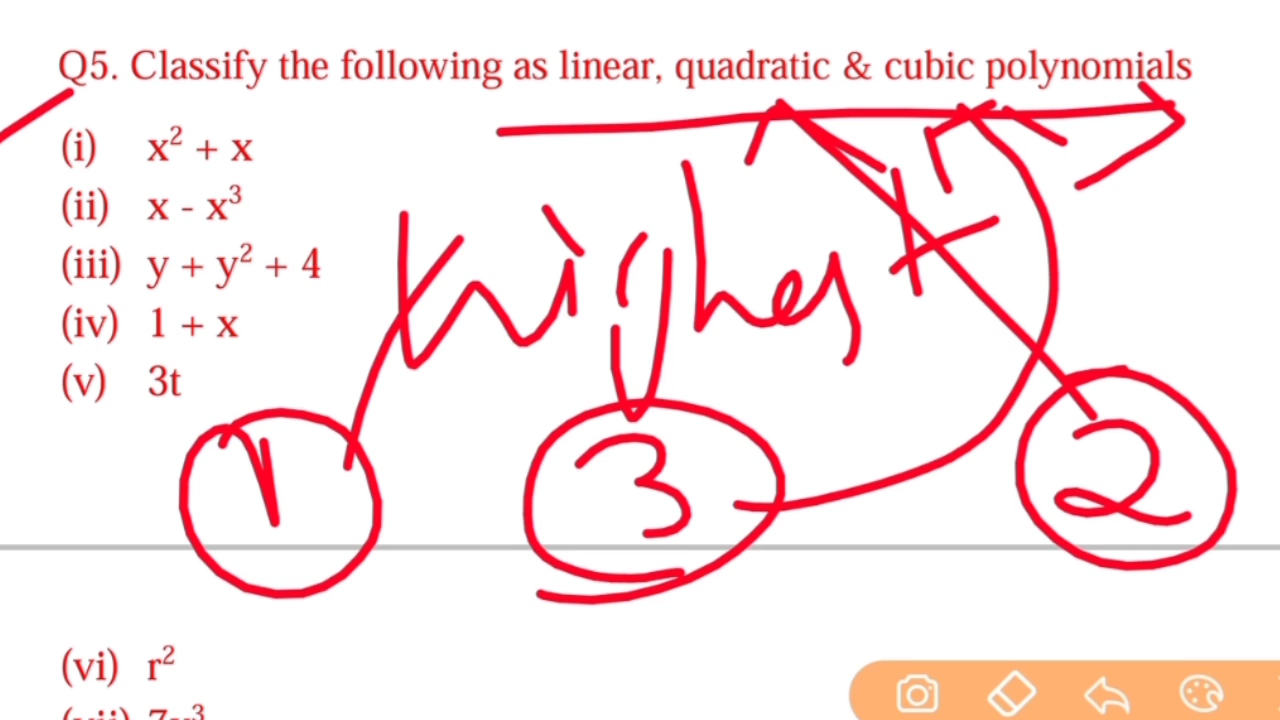 Q5. Classify the following as linear, quadratic & cubic polynomials
(i) x² + x
(ii) x - x³
(iii) y + y² + 4
(iv) 1 + x
(v) 3t
Highest
1 3 2
(vi) r²